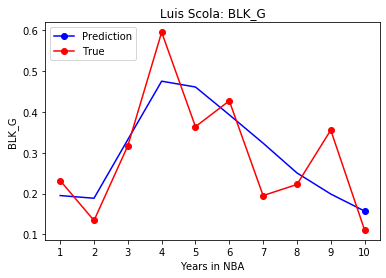 Luis Scola: BLK_G
Prediction
True
0.6
0.5
0.4
0.3
0.2
0.1
BLK_G
1 2 3 4 5 6 7 8 9 10
Years in NBA